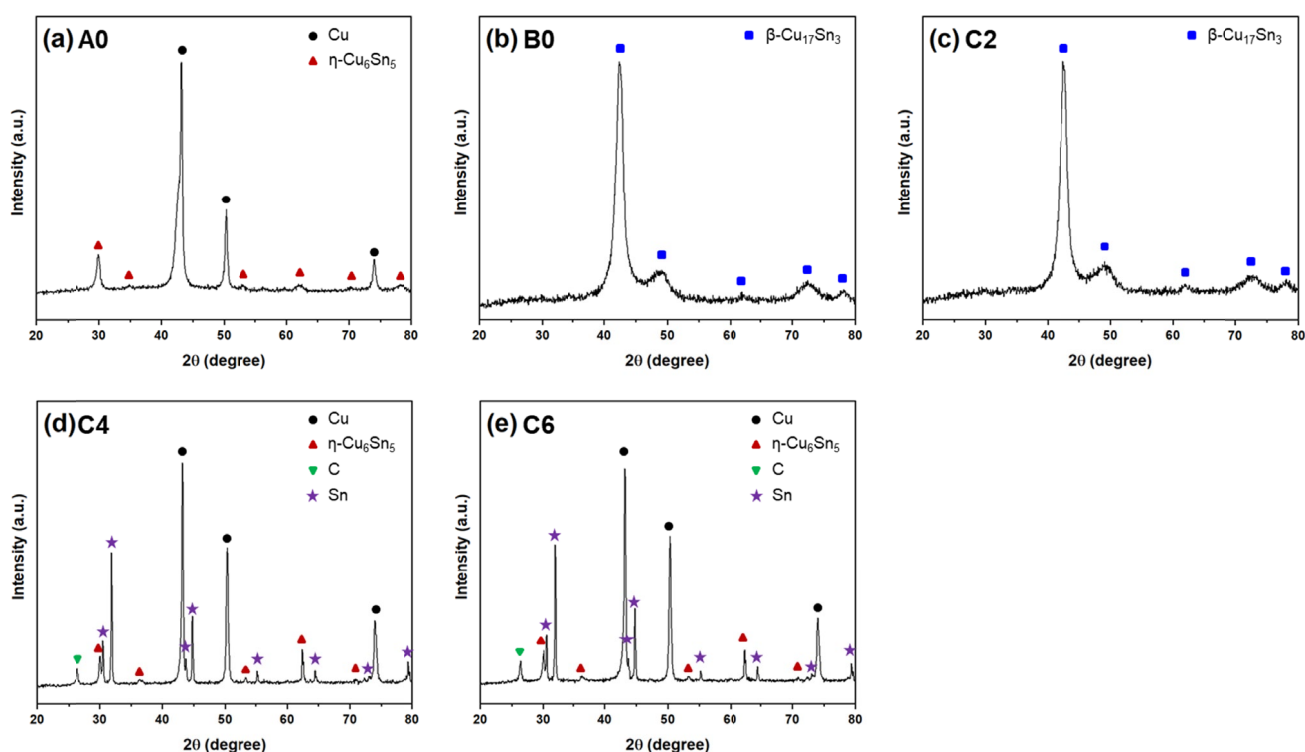 (a) A0
Cu
η-Cu6Sn5
Intensity (a.u.)
20 30 40 50 60 70 80
2θ (degree)
(b) B0
β-Cu17Sn3
Intensity (a.u.)
20 30 40 50 60 70 80
2θ (degree)
(c) C2
β-Cu17Sn3
Intensity (a.u.)
20 30 40 50 60 70 80
2θ (degree)
(d) C4
Cu
η-Cu6Sn5
C
Sn
Intensity (a.u.)
20 30 40 50 60 70 80
2θ (degree)
(e) C6
Cu
η-Cu6Sn5
C
Sn
Intensity (a.u.)
20 30 40 50 60 70 80
2θ (degree)